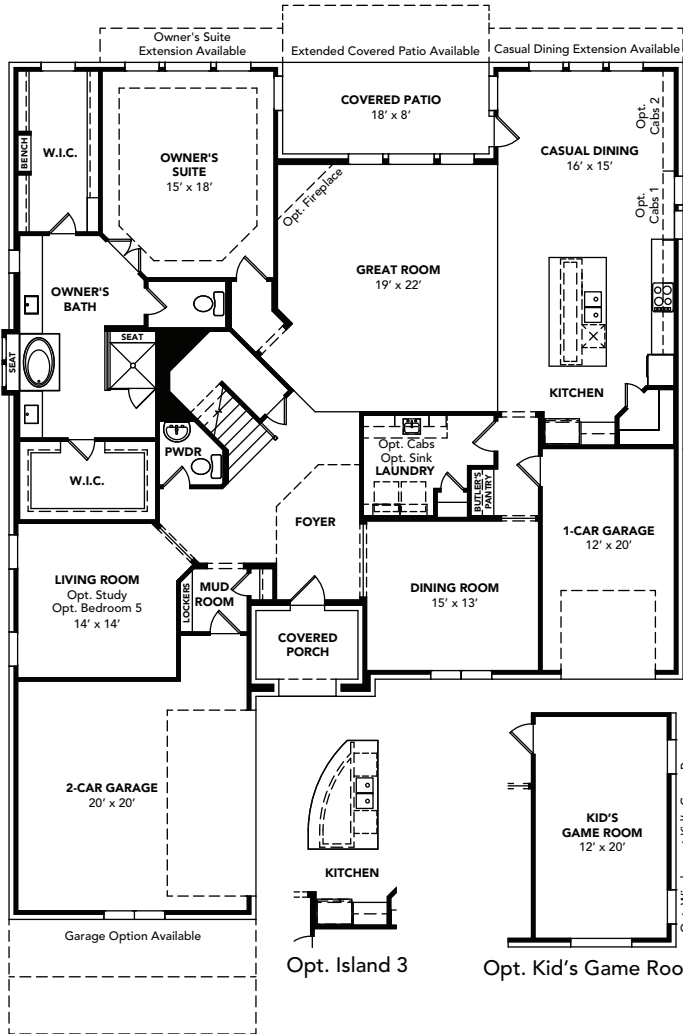 Owner's Suite
Extension Available
Extended Covered Patio Available
Casual Dining Extension Available
COVERED PATIO
18' x 8'
W.I.C.
BENCH
OWNER'S
SUITE
15' x 18'
CASUAL DINING
16' x 15'
Opt.
Cabs 2
Opt.
Cabs 1
Opt. Fireplace
GREAT ROOM
19' x 22'
OWNER'S
BATH
SEAT
SEAT
KITCHEN
PWDR
Opt. Cabs
Opt. Sink
LAUNDRY
BUTLER'S
PANTRY
W.I.C.
FOYER
1-CAR GARAGE
12' x 20'
LIVING ROOM
Opt. Study
Opt. Bedroom 5
14' x 14'
LOCKERS
MUD
ROOM
DINING ROOM
15' x 13'
COVERED
PORCH
2-CAR GARAGE
20' x 20'
KITCHEN
KID'S
GAME ROOM
12' x 20'
Garage Option Available
Opt. Island 3
Opt. Kid's Game Roo